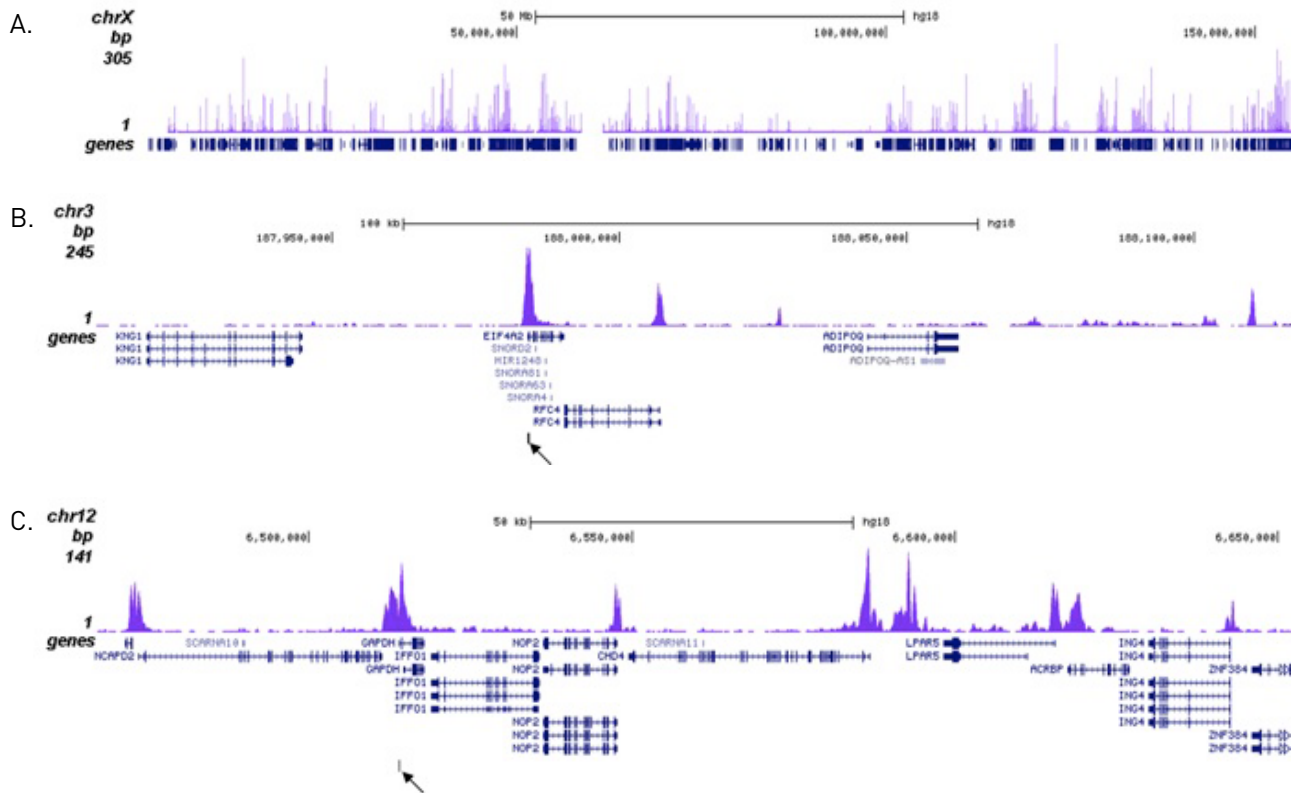 A.
chrX
bp
305
1
genes
50 Mb hg18
50,000,000 100,000,000 150,000,000
B.
chr3
bp
245
1
genes
100 kb hg18
187,950,000 188,000,000 188,050,000 188,100,000
KNG1 EIF4A2 ADIPOQ
KNG1 SNORD2 ADIPOQ
KNG1 MIR1248 ADIPOQ-AS1
SNORA81
SNORA63
SNORA4
RFC4
RFC4
C.
chr12
bp
141
1
genes
50 kb hg18
6,500,000 6,550,000 6,600,000 6,650,000
SCARNA10 GAPDH NOP2 SCARNA11 LPAR5 ING4
NCAPD2 IFFO1 CHD4 LPAR5 ING4
GAPDH NOP2 ACRBP ZNF384
IFFO1 ING4
IFFO1 ING4
IFFO1 ING4
NOP2 ING4
NOP2 ZNF384
NOP2 ZNF384